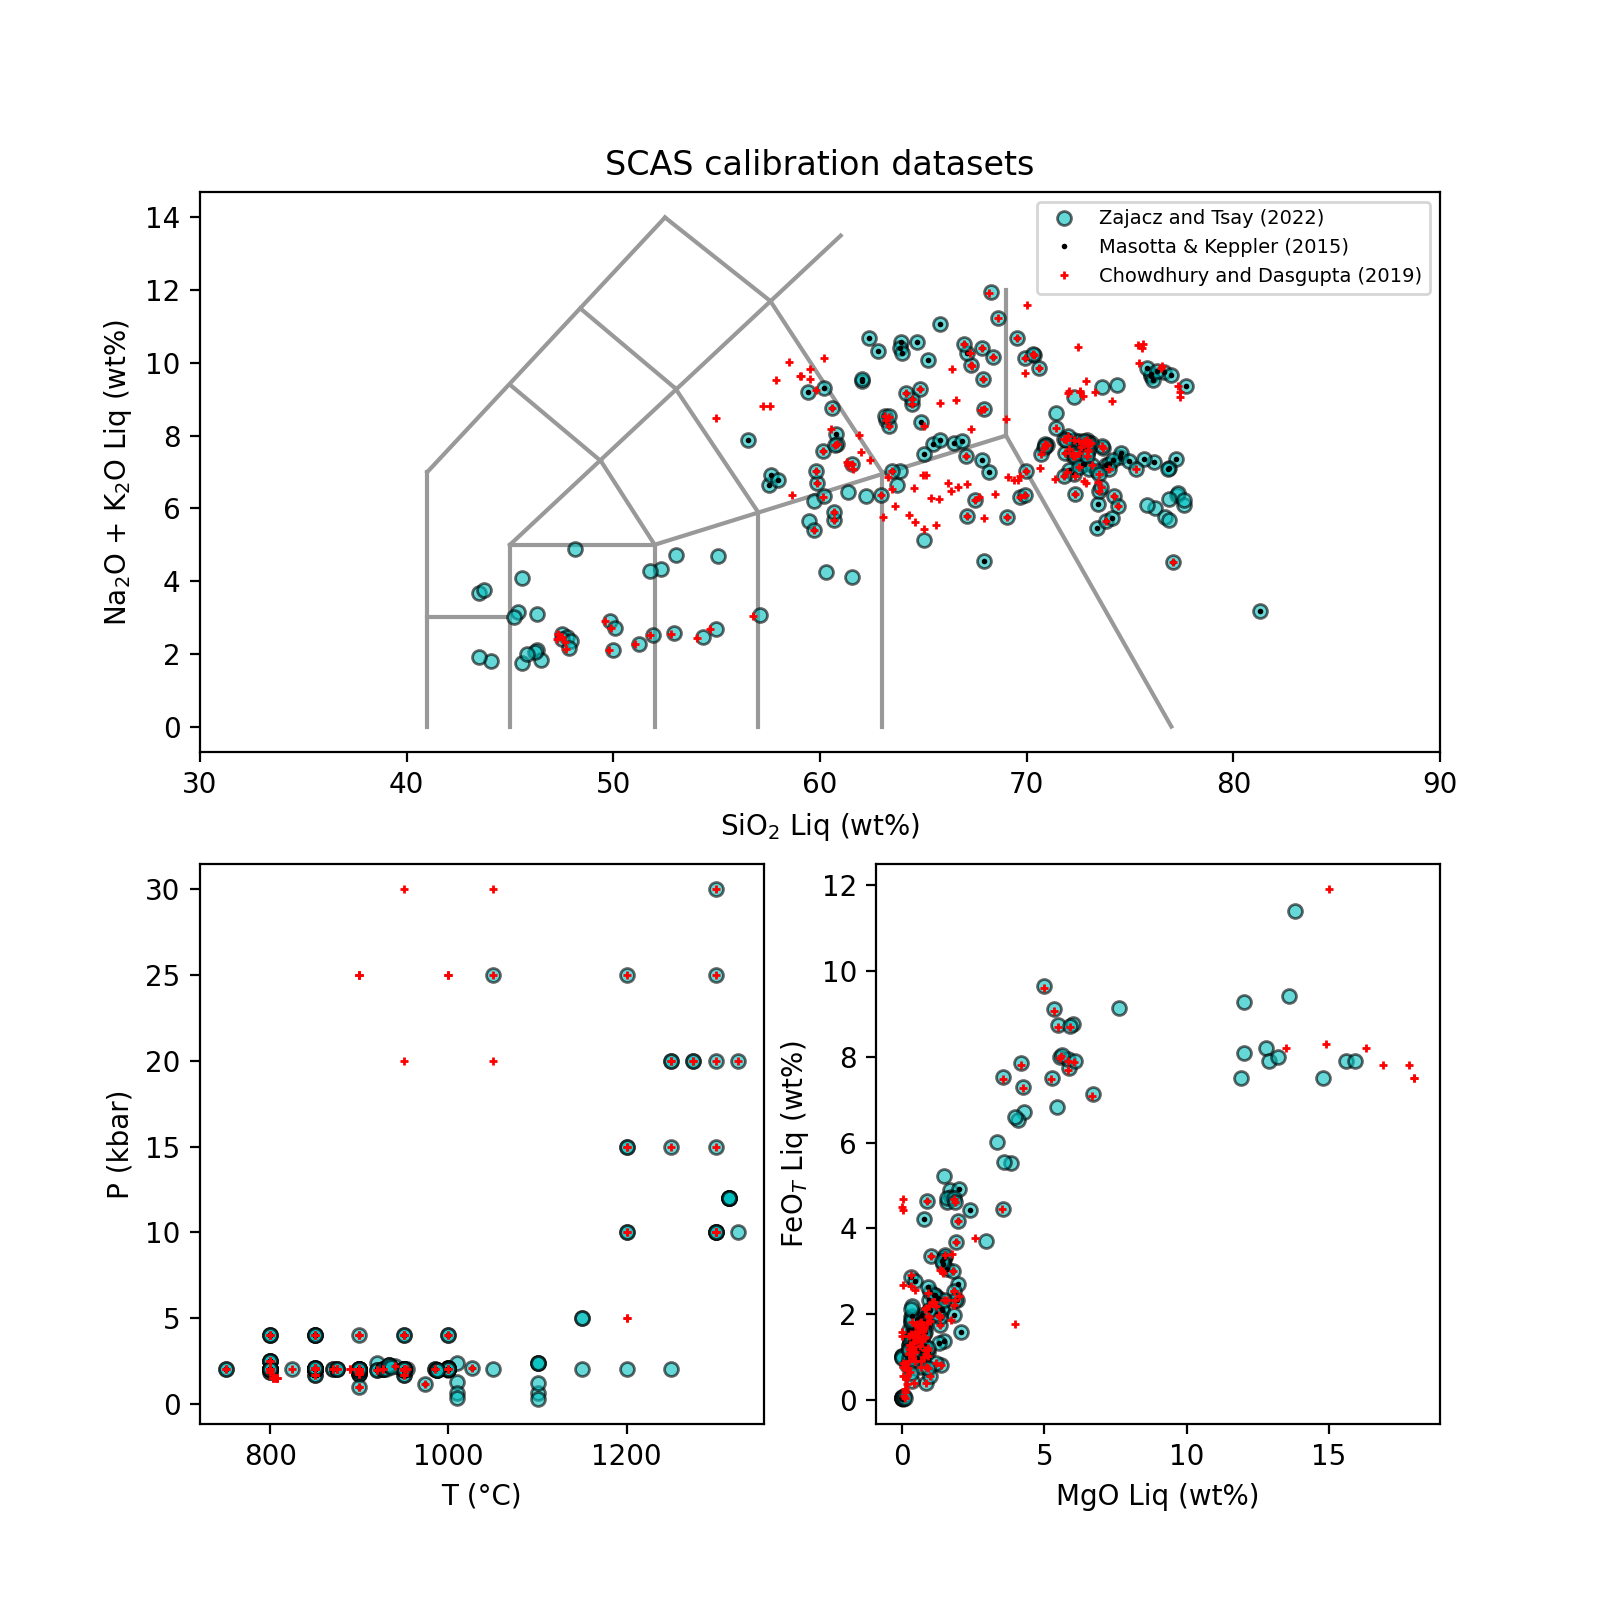 SCAS calibration datasets
Na₂O + K₂O Liq (wt%)
14
12
10
8
6
4
2
0
Zajacz and Tsay (2022)
Masotta & Keppler (2015)
Chowdhury and Dasgupta (2019)
30 40 50 60 70 80 90
SiO₂ Liq (wt%)
P (kbar)
30
25
20
15
10
5
0
800 1000 1200
T (°C)
FeO_T Liq (wt%)
12
10
8
6
4
2
0
0 5 10 15
MgO Liq (wt%)